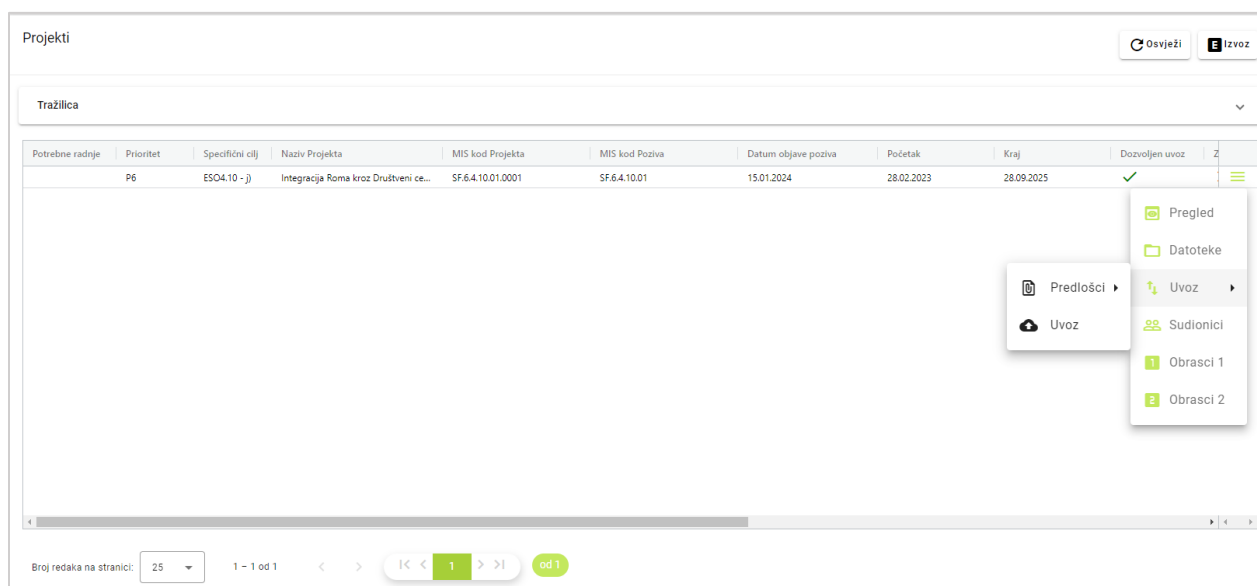 Projekti
Osvježi
E Izvoz
Tražilica
Potrebne radnje Prioritet Specifični cilj Naziv Projekta MIS kod Projekta MIS kod Poziva Datum objave poziva Početak Kraj Dozvoljen uvoz Z
P6 ESO4.10 - j) Integracija Roma kroz Društveni ce... SF.6.4.10.01.0001 SF.6.4.10.01 15.01.2024 28.02.2023 28.09.2025
Pregled
Datoteke
Predlošci
Uvoz
Uvoz
Sudionici
1 Obrasci 1
2 Obrasci 2
Broj redaka na stranici: 25 1 – 1 od 1 1 od 1